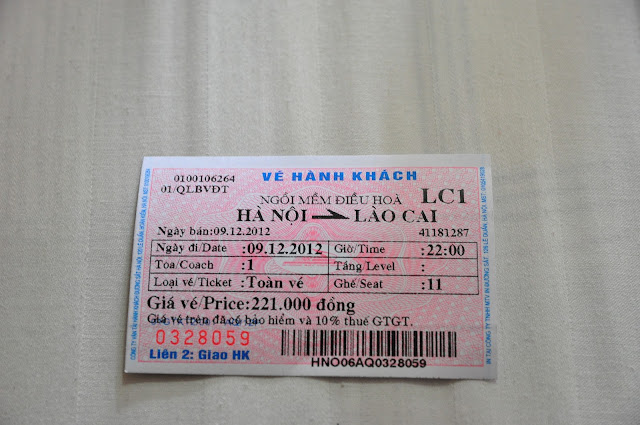 VÉ HÀNH KHÁCH
0100106264
01/QLBVĐT
NGỒI MỀM ĐIỀU HOÀ
LC1
HÀ NỘI LÀO CAI
Ngày bán:09.12.2012 41181287
Ngày đi/Date :09.12.2012 Giờ/Time :22:00
Toa/Coach :1 Tầng/Level :
Loại vé/Ticket :Toàn vé Ghế/Seat :11
Giá vé/Price:221.000 đồng
Giá vé trên đã có bảo hiểm và 10% thuế GTGT.
0328059
Liên 2: Giao HK
HNO06AQ0328059